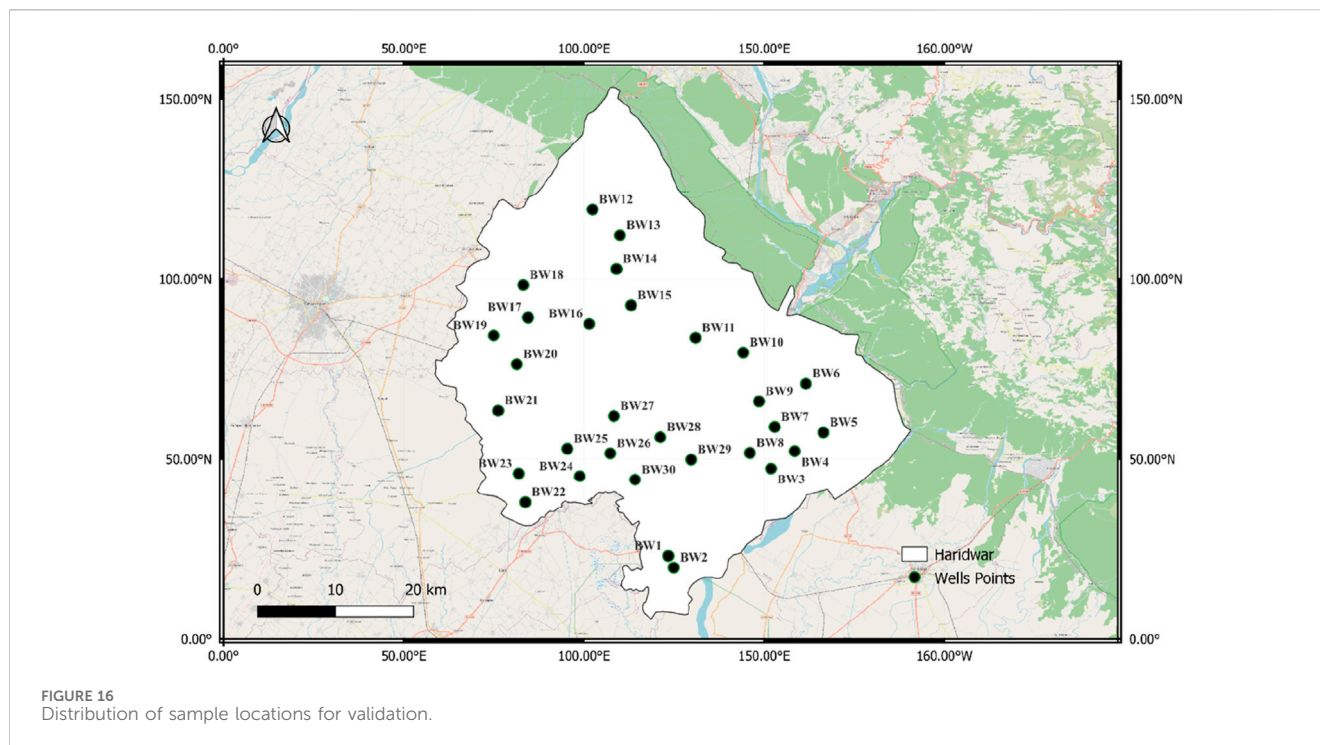 0.00° 50.00°E 100.00°E 150.00°E 160.00°W
150.00°N 150.00°N
BW12
BW13
BW14
BW18
100.00°N 100.00°N
BW15
BW17 BW16
BW19
BW11
BW10
BW20
BW6
BW9
BW21
BW27
BW7
BW5
BW28
BW25
BW26
BW29
BW8
BW4
50.00°N 50.00°N
BW23 BW24
BW30
BW3
BW22
BW1
BW2
Haridwar
Wells Points
0 10 20 km
0.00° 0.00°
0.00° 50.00°E 100.00°E 150.00°E 160.00°W
FIGURE 16
Distribution of sample locations for validation.